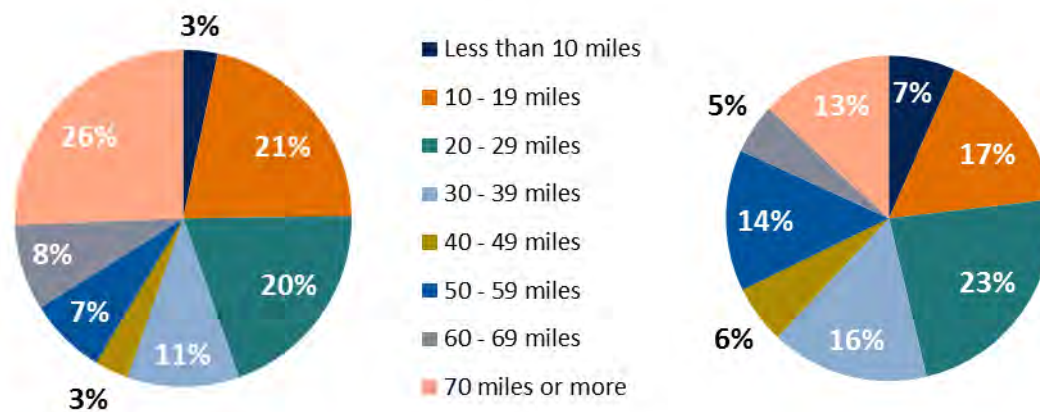 3%
21%
20%
11%
3%
7%
8%
26%
Less than 10 miles
10 - 19 miles
20 - 29 miles
30 - 39 miles
40 - 49 miles
50 - 59 miles
60 - 69 miles
70 miles or more
7%
17%
23%
16%
6%
14%
5%
13%